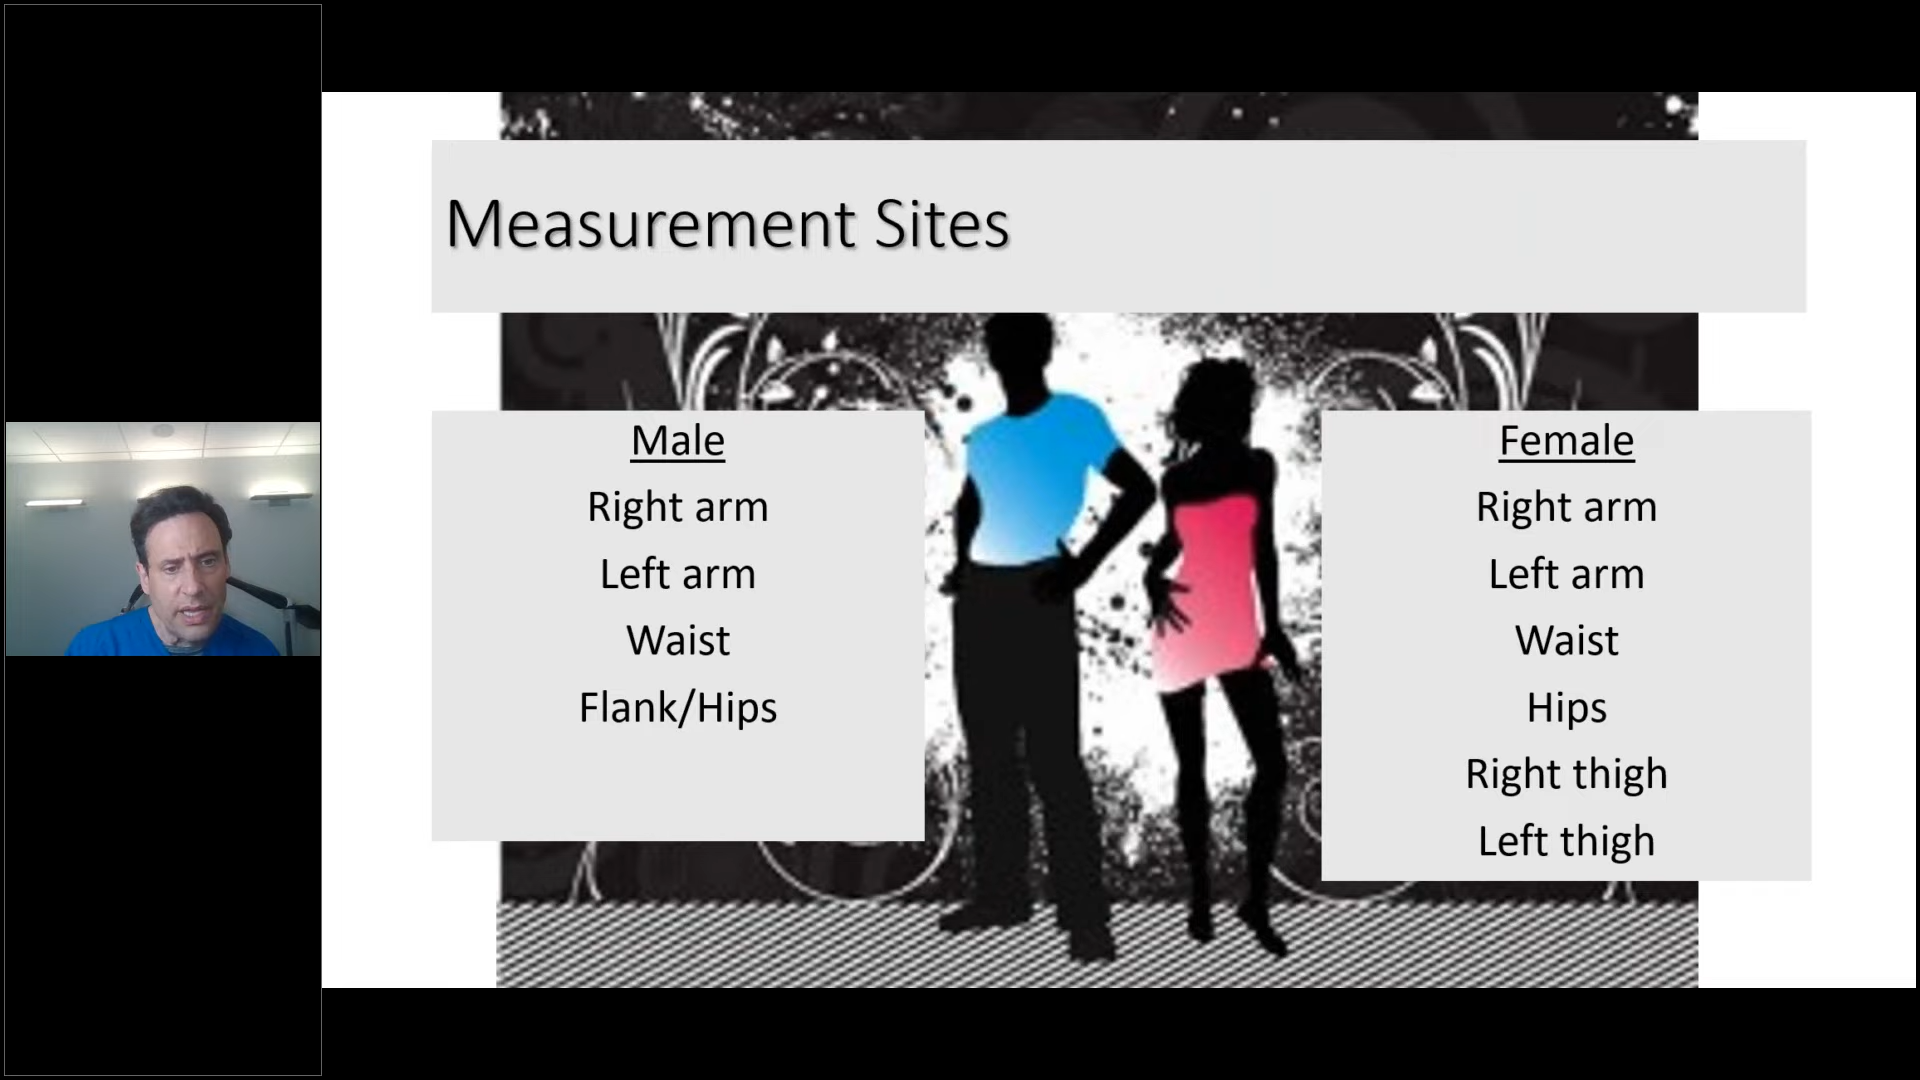 Measurement Sites
Male
Right arm
Left arm
Waist
Flank/Hips
Female
Right arm
Left arm
Waist
Hips
Right thigh
Left thigh